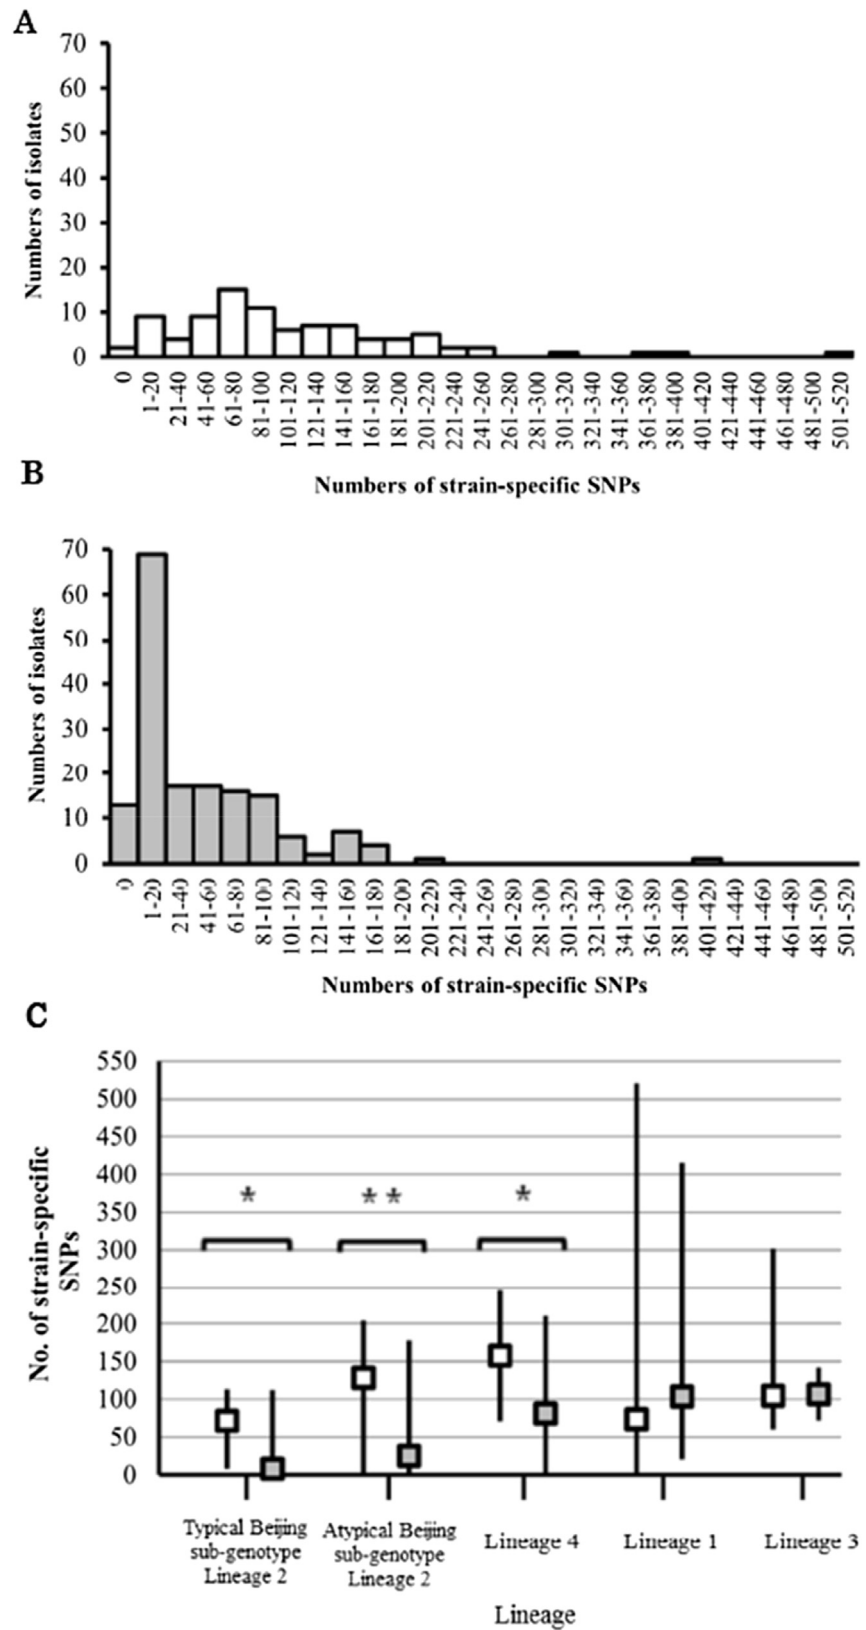 A
Numbers of isolates
70
60
50
40
30
20
10
0
0 1-20 21-40 41-60 61-80 81-100 101-120 121-140 141-160 161-180 181-200 201-220 221-240 241-260 261-280 281-300 301-320 321-340 341-360 361-380 381-400 401-420 421-440 441-460 461-480 481-500 501-520
Numbers of strain-specific SNPs
B
Numbers of isolates
70
60
50
40
30
20
10
0
0 1-20 21-40 41-60 61-80 81-100 101-120 121-140 141-160 161-180 181-200 201-220 221-240 241-260 261-280 281-300 301-320 321-340 341-360 361-380 381-400 401-420 421-440 441-460 461-480 481-500 501-520
Numbers of strain-specific SNPs
C
No. of strain-specific
SNPs
550
500
450
400
350
300
250
200
150
100
50
0
* ** *
Typical Beijing
sub-genotype
Lineage 2
Atypical Beijing
sub-genotype
Lineage 2
Lineage 4
Lineage 1
Lineage 3
Lineage